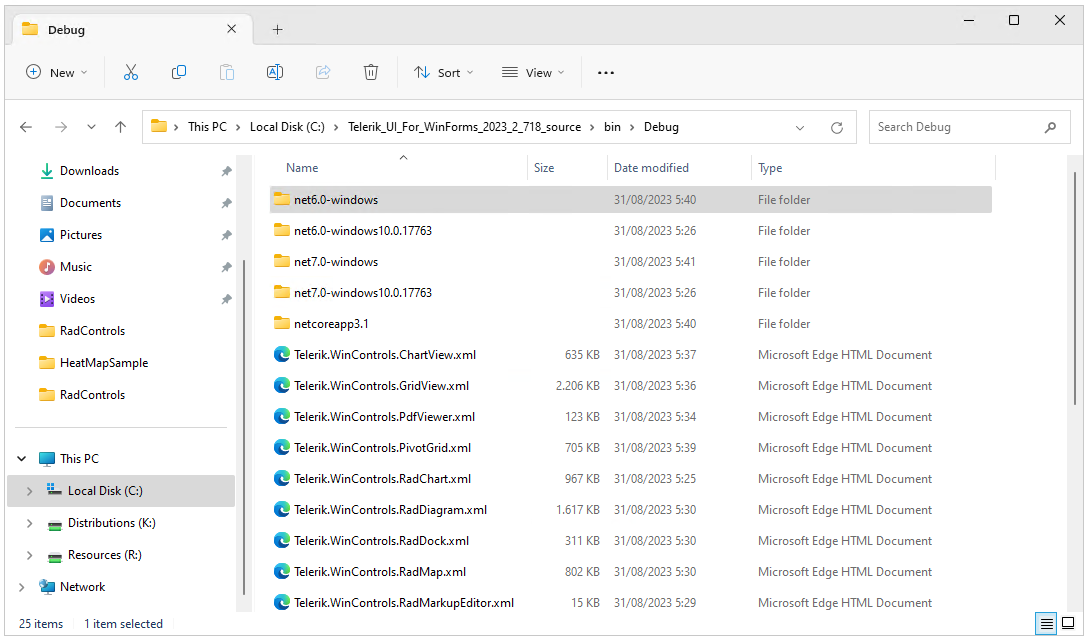 Debug
New
Sort
View
This PC
Local Disk (C:)
Telerik_UI_For_WinForms_2023_2_718_source
bin
Debug
Search Debug
Downloads
Documents
Pictures
Music
Videos
RadControls
HeatMapSample
RadControls
This PC
Local Disk (C:)
Distributions (K:)
Resources (R:)
Network
Name Size Date modified Type
net6.0-windows 31/08/2023 5:40 File folder
net6.0-windows10.0.17763 31/08/2023 5:26 File folder
net7.0-windows 31/08/2023 5:41 File folder
net7.0-windows10.0.17763 31/08/2023 5:26 File folder
netcoreapp3.1 31/08/2023 5:40 File folder
Telerik.WinControls.ChartView.xml 635 KB 31/08/2023 5:37 Microsoft Edge HTML Document
Telerik.WinControls.GridView.xml 2.206 KB 31/08/2023 5:36 Microsoft Edge HTML Document
Telerik.WinControls.PdfViewer.xml 123 KB 31/08/2023 5:34 Microsoft Edge HTML Document
Telerik.WinControls.PivotGrid.xml 705 KB 31/08/2023 5:39 Microsoft Edge HTML Document
Telerik.WinControls.RadChart.xml 967 KB 31/08/2023 5:25 Microsoft Edge HTML Document
Telerik.WinControls.RadDiagram.xml 1.617 KB 31/08/2023 5:30 Microsoft Edge HTML Document
Telerik.WinControls.RadDock.xml 311 KB 31/08/2023 5:30 Microsoft Edge HTML Document
Telerik.WinControls.RadMap.xml 802 KB 31/08/2023 5:30 Microsoft Edge HTML Document
Telerik.WinControls.RadMarkupEditor.xml 15 KB 31/08/2023 5:29 Microsoft Edge HTML Document
25 items 1 item selected